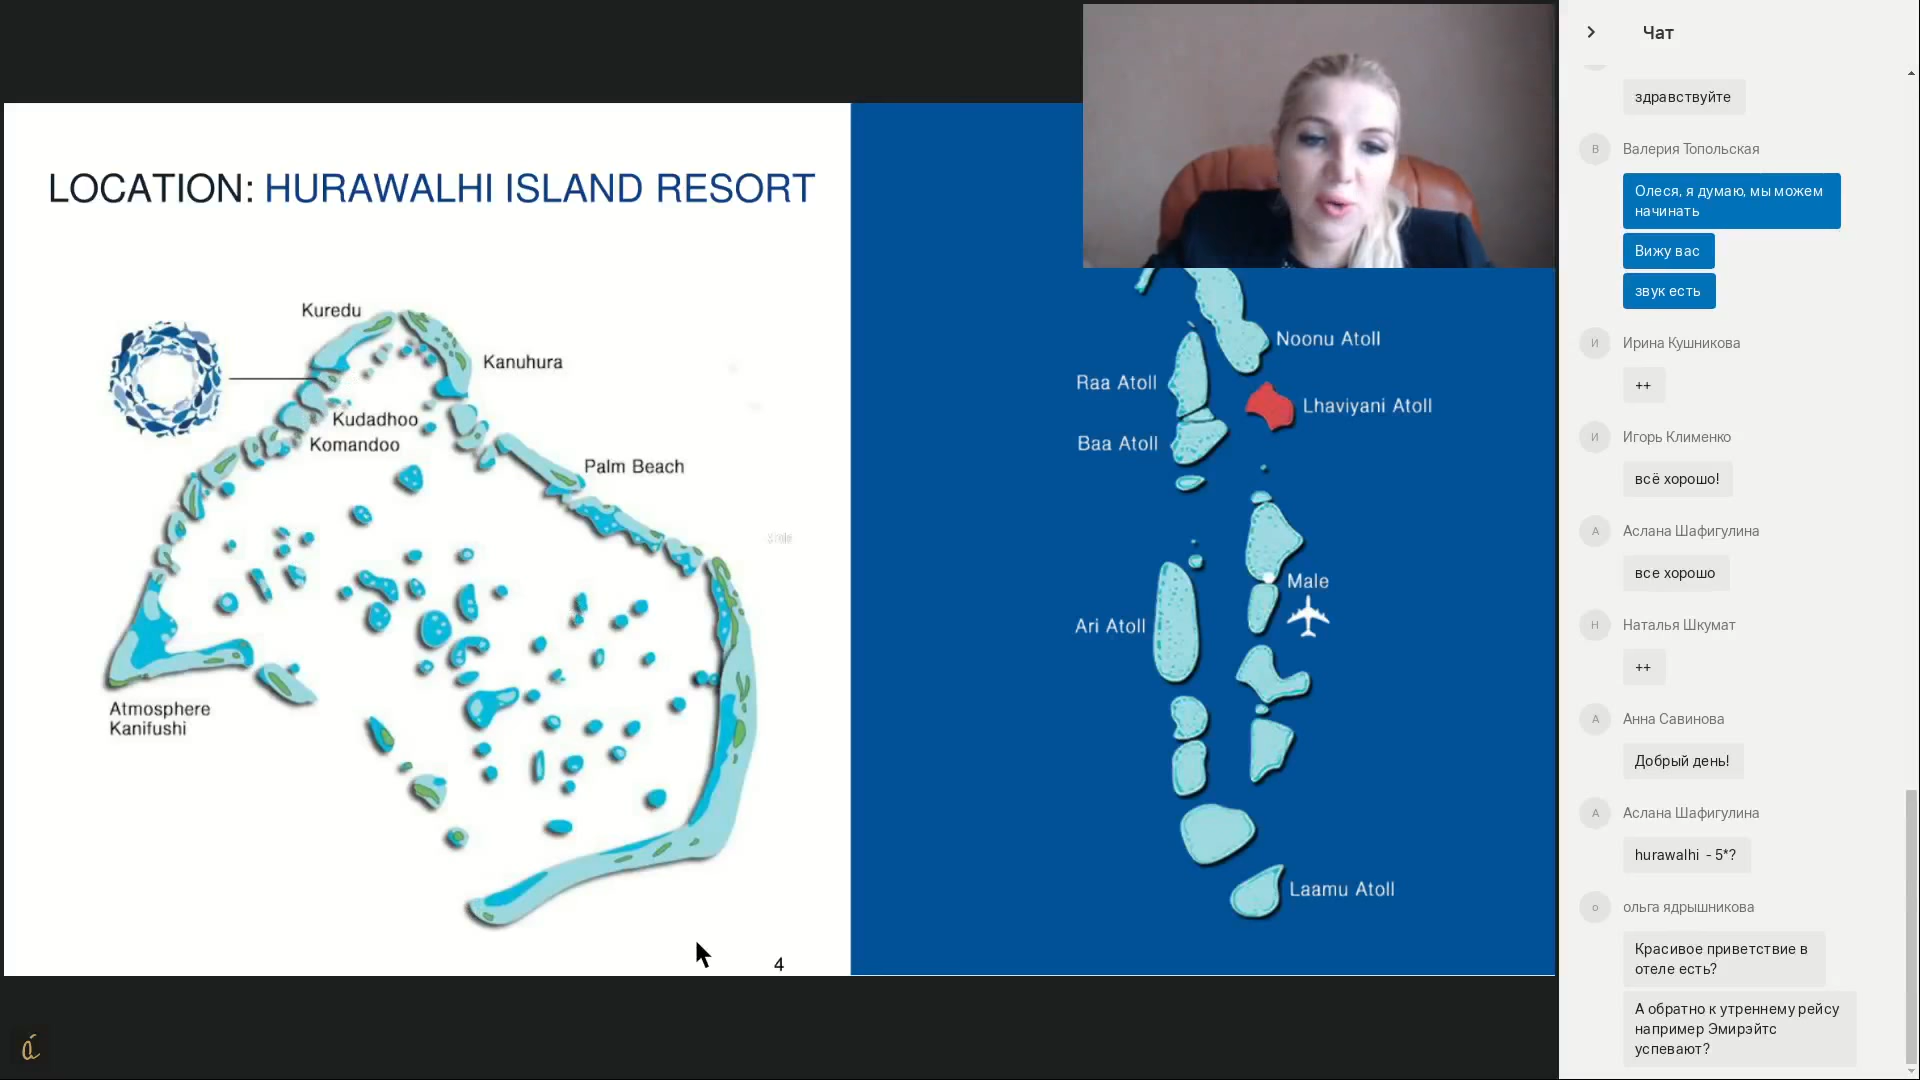 LOCATION: HURAWALHI ISLAND RESORT
Kuredu
Kanuhura
Kudadhoo
Komandoo
Palm Beach
Atmosphere
Kanifushi
4
Noonu Atoll
Raa Atoll
Lhaviyani Atoll
Baa Atoll
Male
Ari Atoll
Laamu Atoll
á
Чат
здравствуйте
В
Валерия Топольская
Олеся, я думаю, мы можем
начинать
Вижу вас
звук есть
И
Ирина Кушникова
++
И
Игорь Клименко
всё хорошо!
А
Аслана Шафигулина
все хорошо
Н
Наталья Шкумат
++
А
Анна Савинова
Добрый день!
А
Аслана Шафигулина
hurawalhi - 5*?
о
ольга ядрышникова
Красивое приветствие в
отеле есть?
А обратно к утреннему рейсу
например Эмирэйтс
успевают?